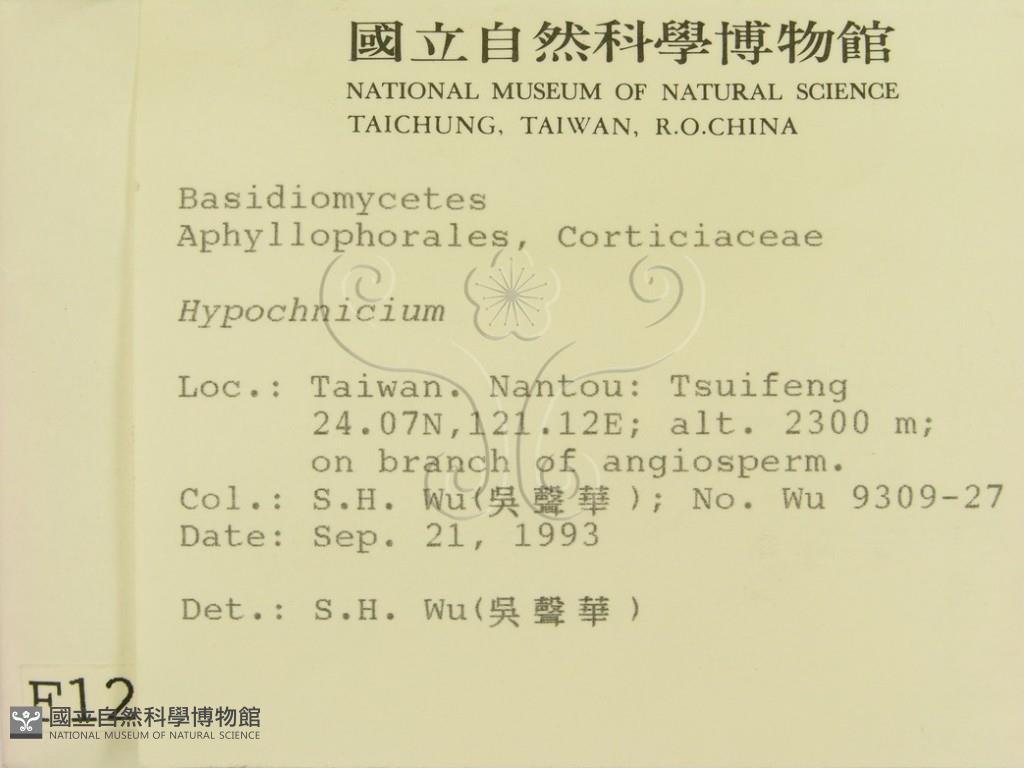 國立自然科學博物館
NATIONAL MUSEUM OF NATURAL SCIENCE
TAICHUNG, TAIWAN, R.O.CHINA
Basidiomycetes
Aphyllophorales, Corticiaceae
Hypochnicium
Loc.: Taiwan. Nantou: Tsuifeng
24.07N,121.12E; alt. 2300 m;
on branch of angiosperm.
Col.: S.H. Wu(吳聲華); No. Wu 9309-27
Date: Sep. 21, 1993
Det.: S.H. Wu(吳聲華)
F12
國立自然科學博物館
NATIONAL MUSEUM OF NATURAL SCIENCE